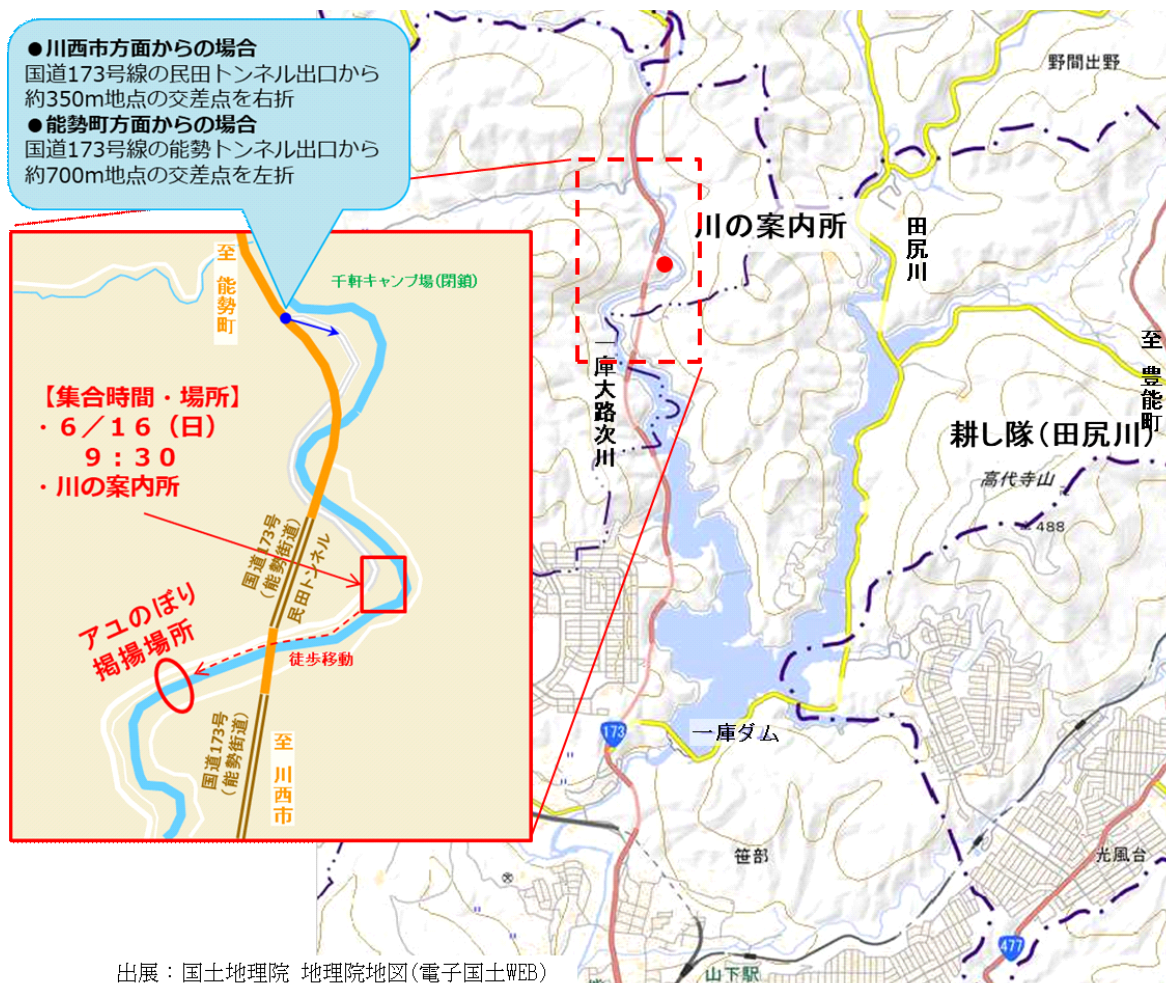 ●川西市方面からの場合
国道173号線の民田トンネル出口から
約350m地点の交差点を右折
●能勢町方面からの場合
国道173号線の能勢トンネル出口から
約700m地点の交差点を左折
至 能勢町
千軒キャンプ場(閉鎖)
【集合時間・場所】
・6/16(日)
9:30
・川の案内所
国道173号
(能勢街道)
民田トンネル
アユのぼり
掲揚場所
徒歩移動
国道173号
(能勢街道)
至 川西市
野間出野
川の案内所
田尻川
一庫大路次川
至 豊能町
耕し隊(田尻川)
高代寺山
488
173
一庫ダム
笹部
光風台
477
山下駅
出展:国土地理院 地理院地図(電子国土WEB)